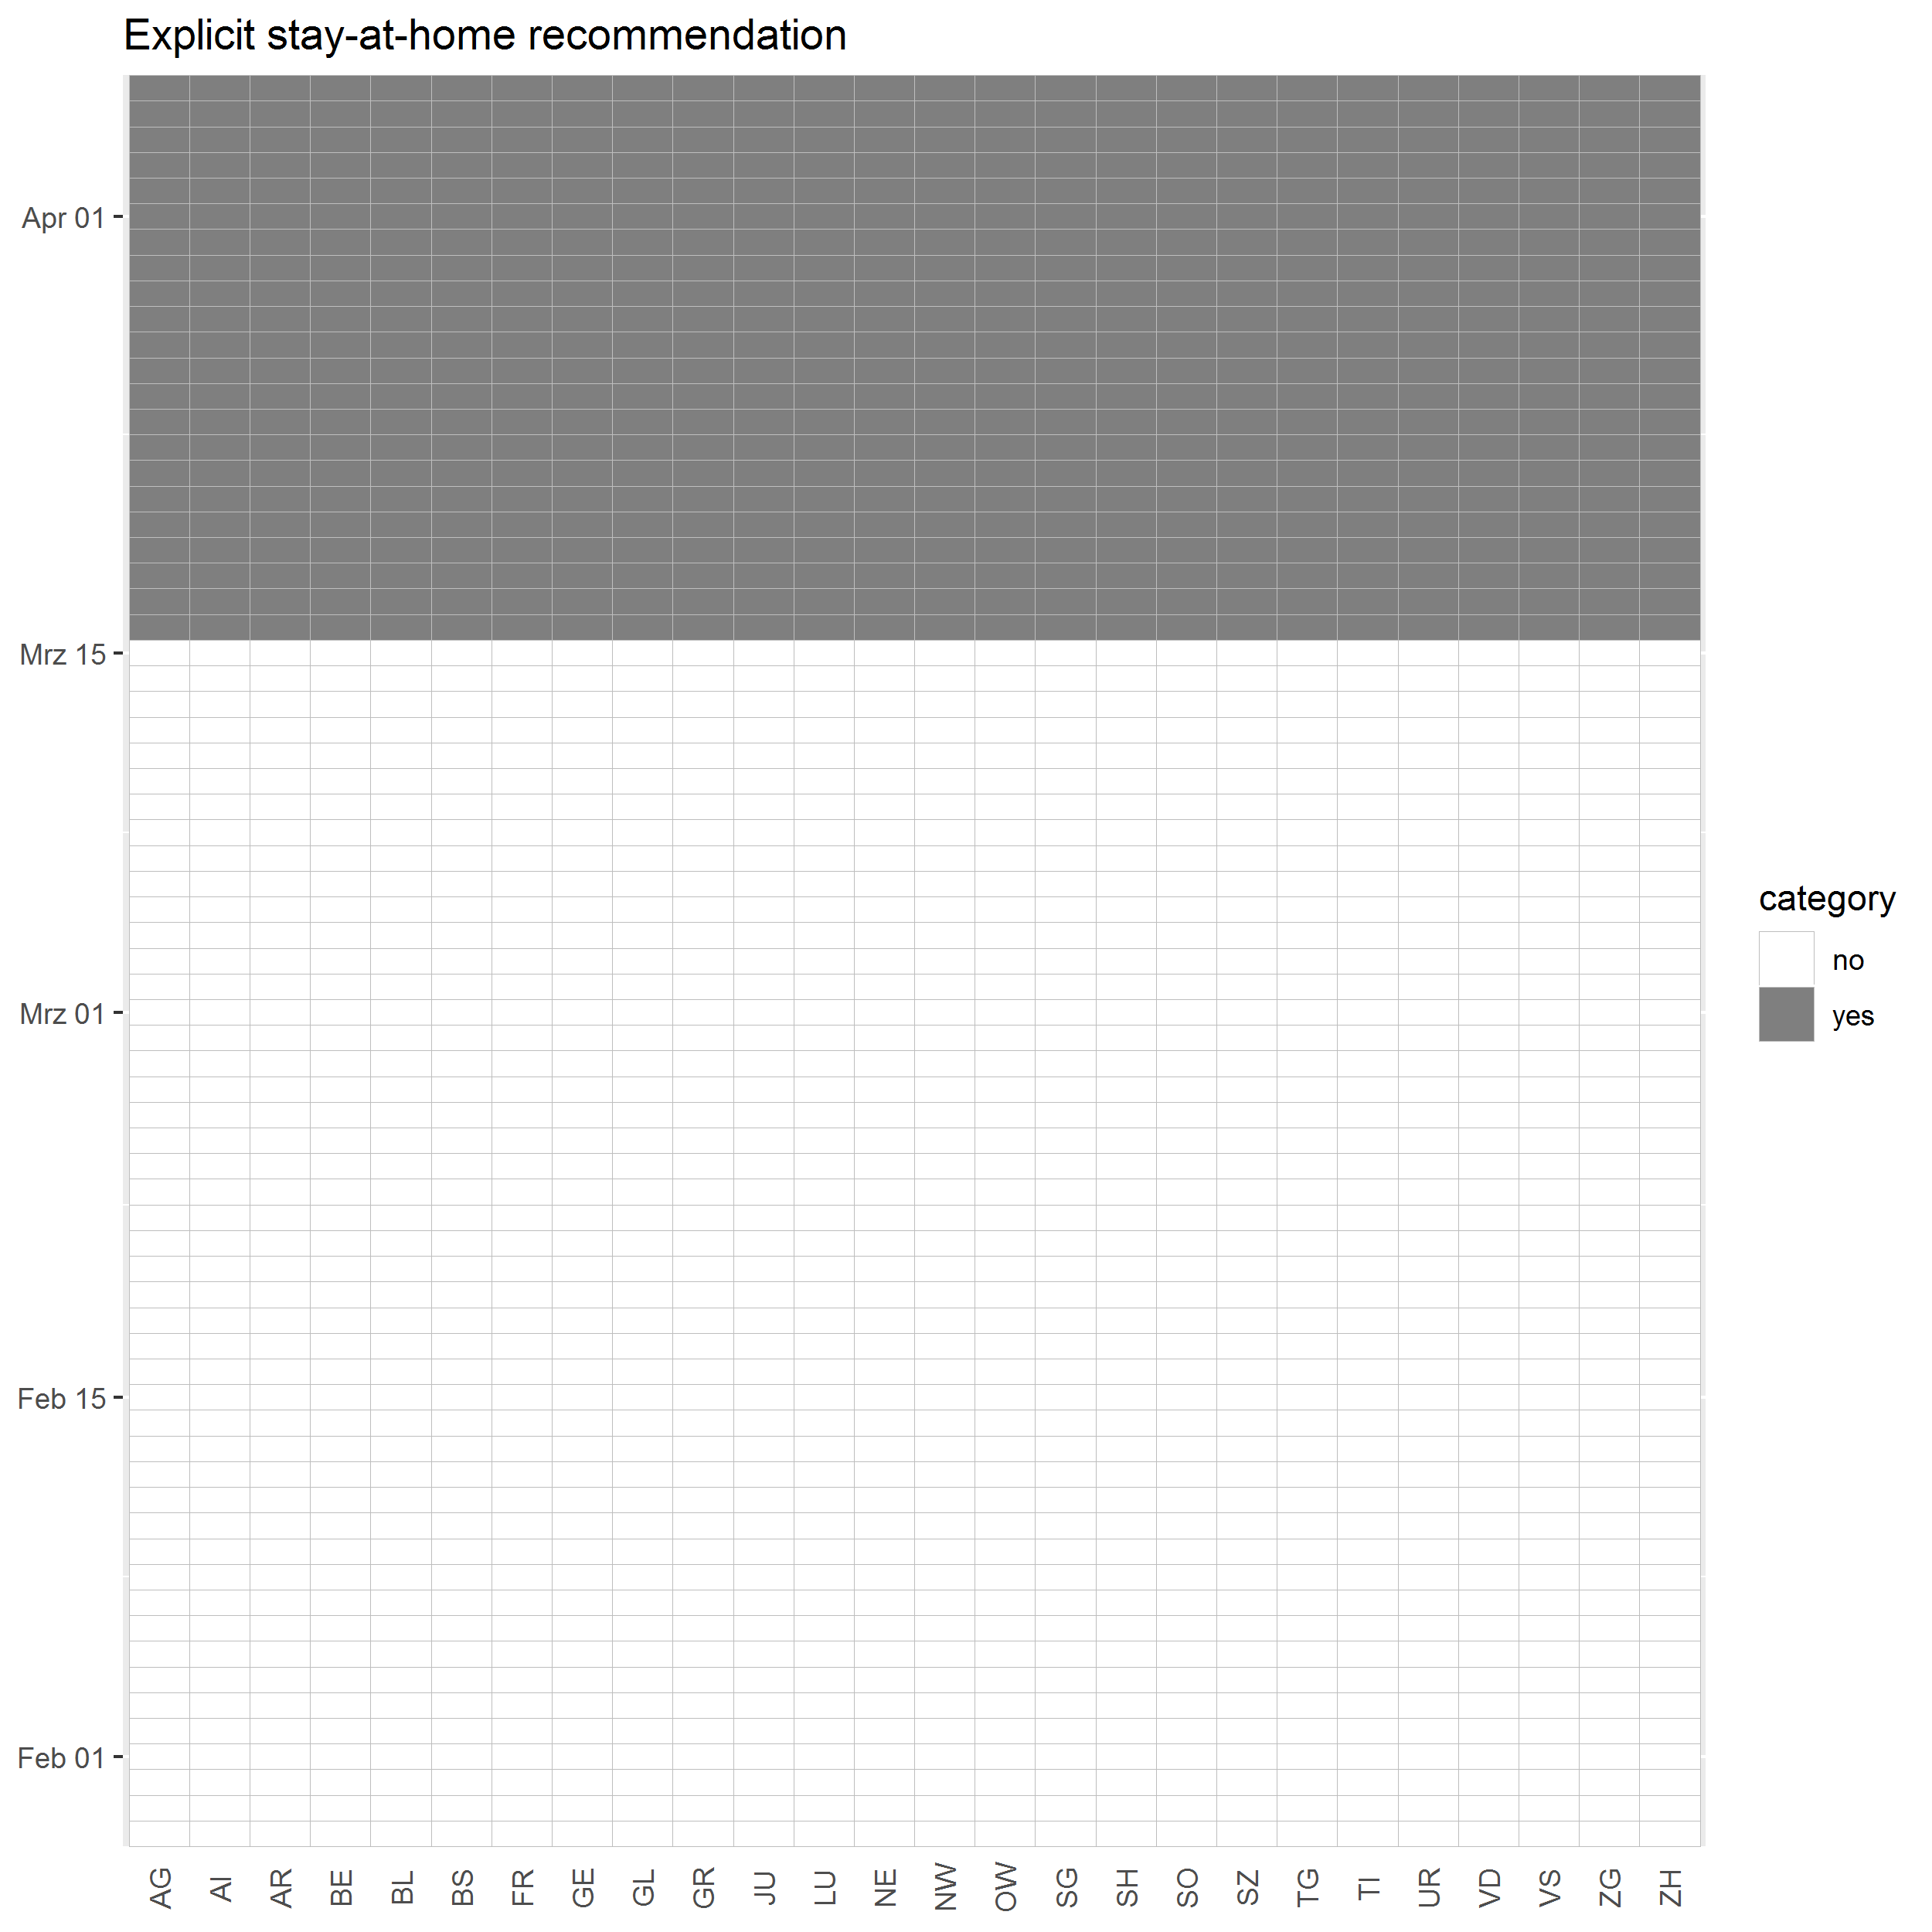 Explicit stay-at-home recommendation
Apr 01
Mrz 15
Mrz 01
Feb 15
Feb 01
category
no
yes
AG AI AR BE BL BS FR GE GL GR JU LU NE NW OW SG SH SO SZ TG TI UR VD VS ZG ZH